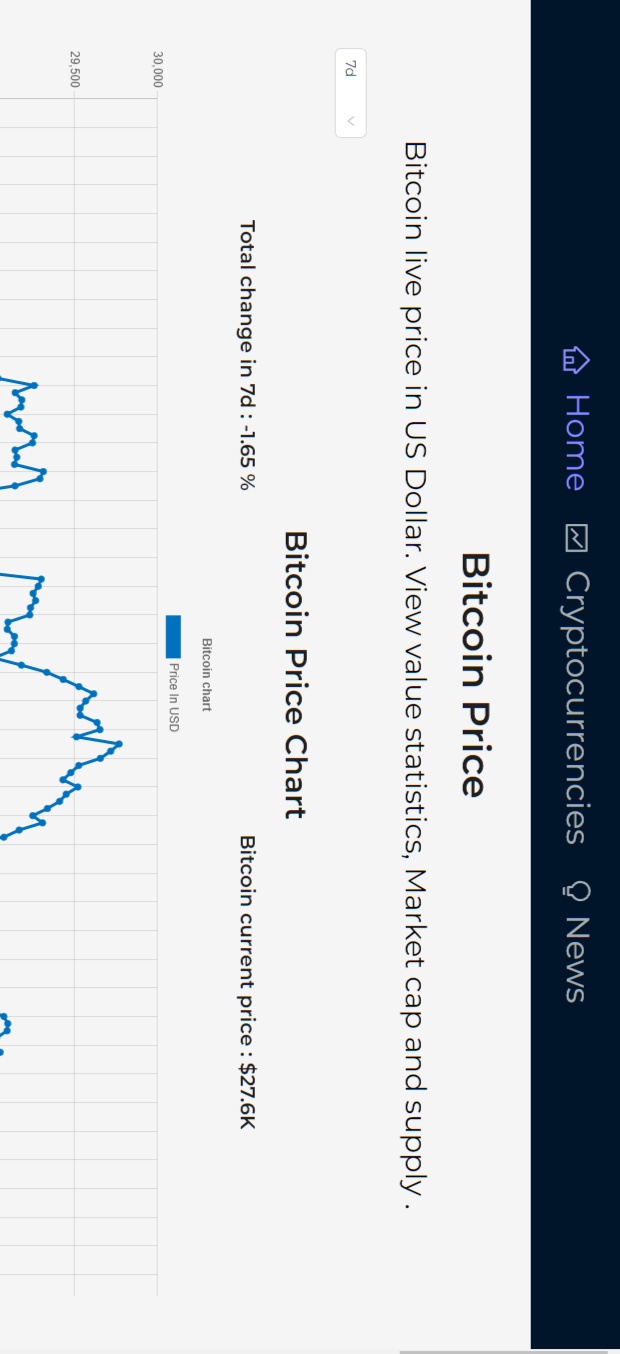 Home Cryptocurrencies News
Bitcoin Price
Bitcoin live price in US Dollar. View value statistics, Market cap and supply .
7d
Bitcoin Price Chart
Total change in 7d : -1.65 % Bitcoin current price : $27.6K
Bitcoin chart
Price In USD
30,000
29,500